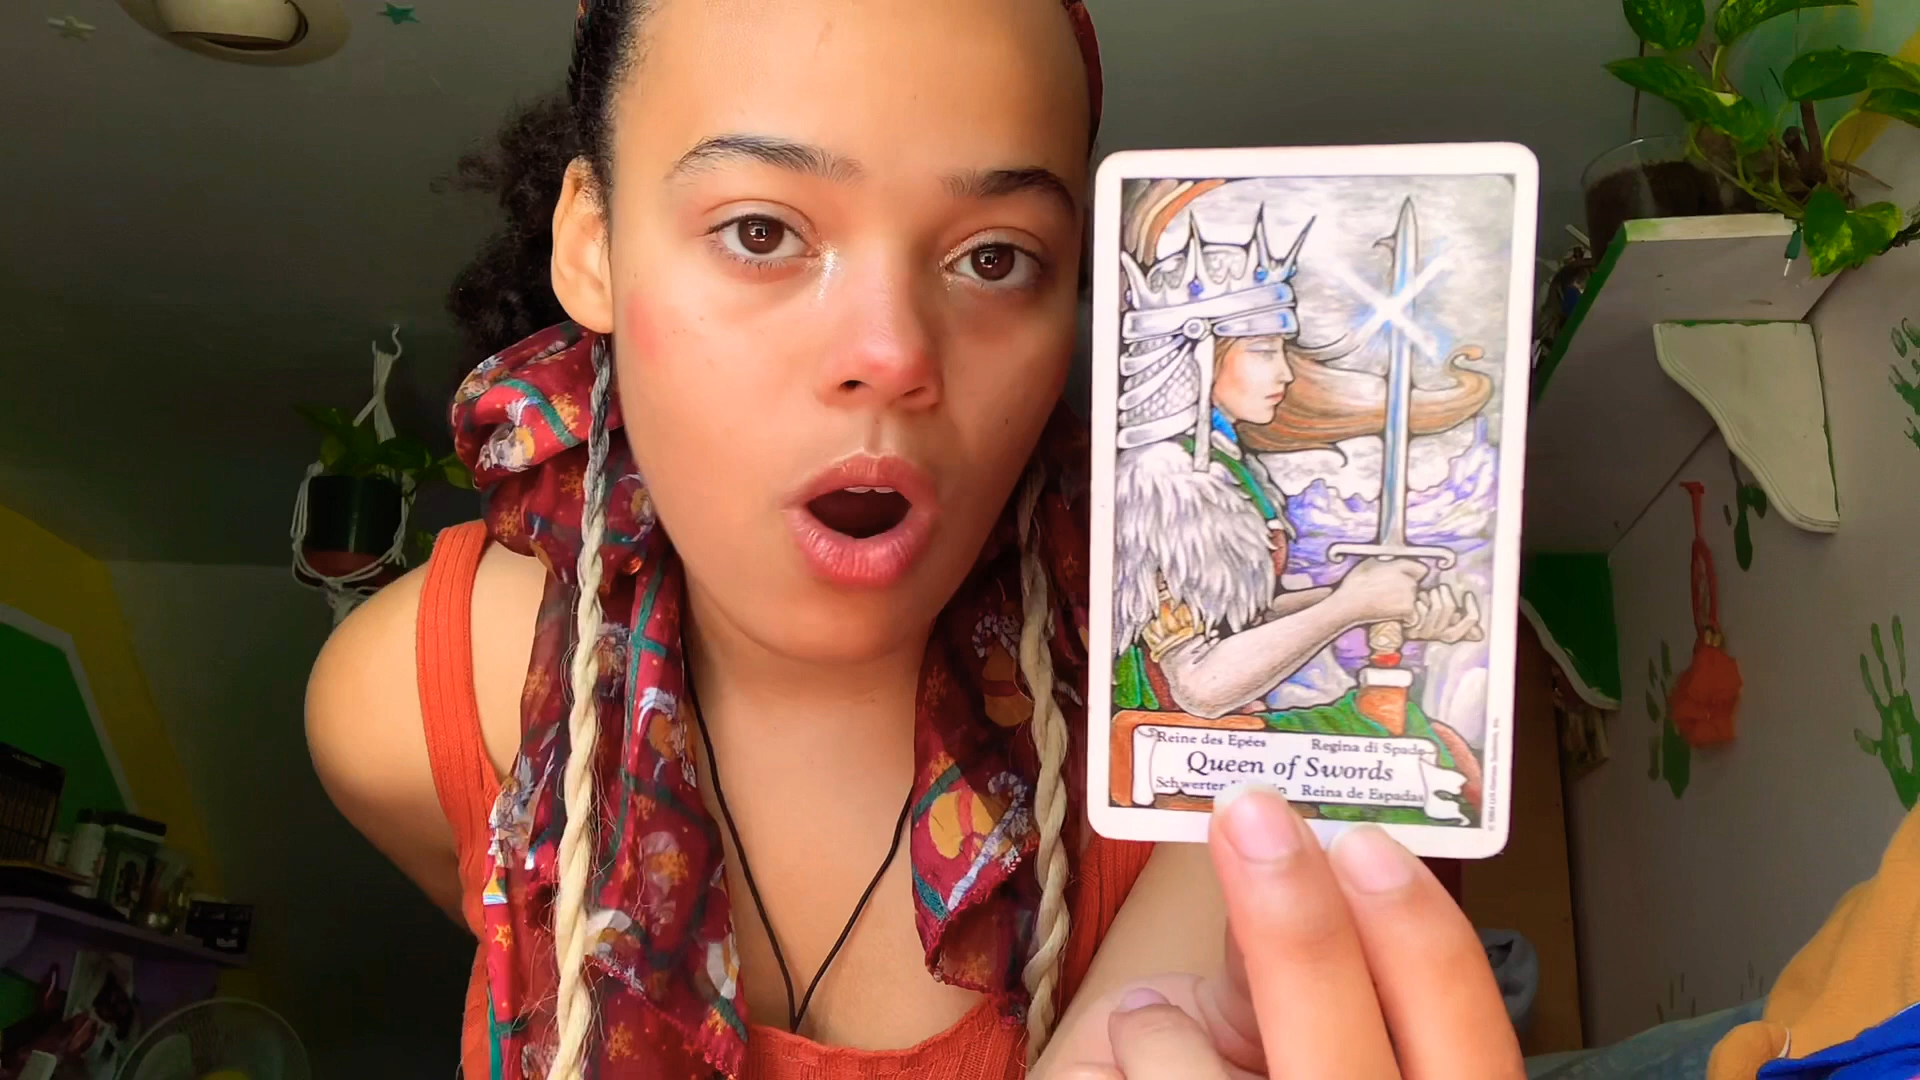 Reine des Epées Regina di Spade
Queen of Swords
Schwerter Reina de Espadas